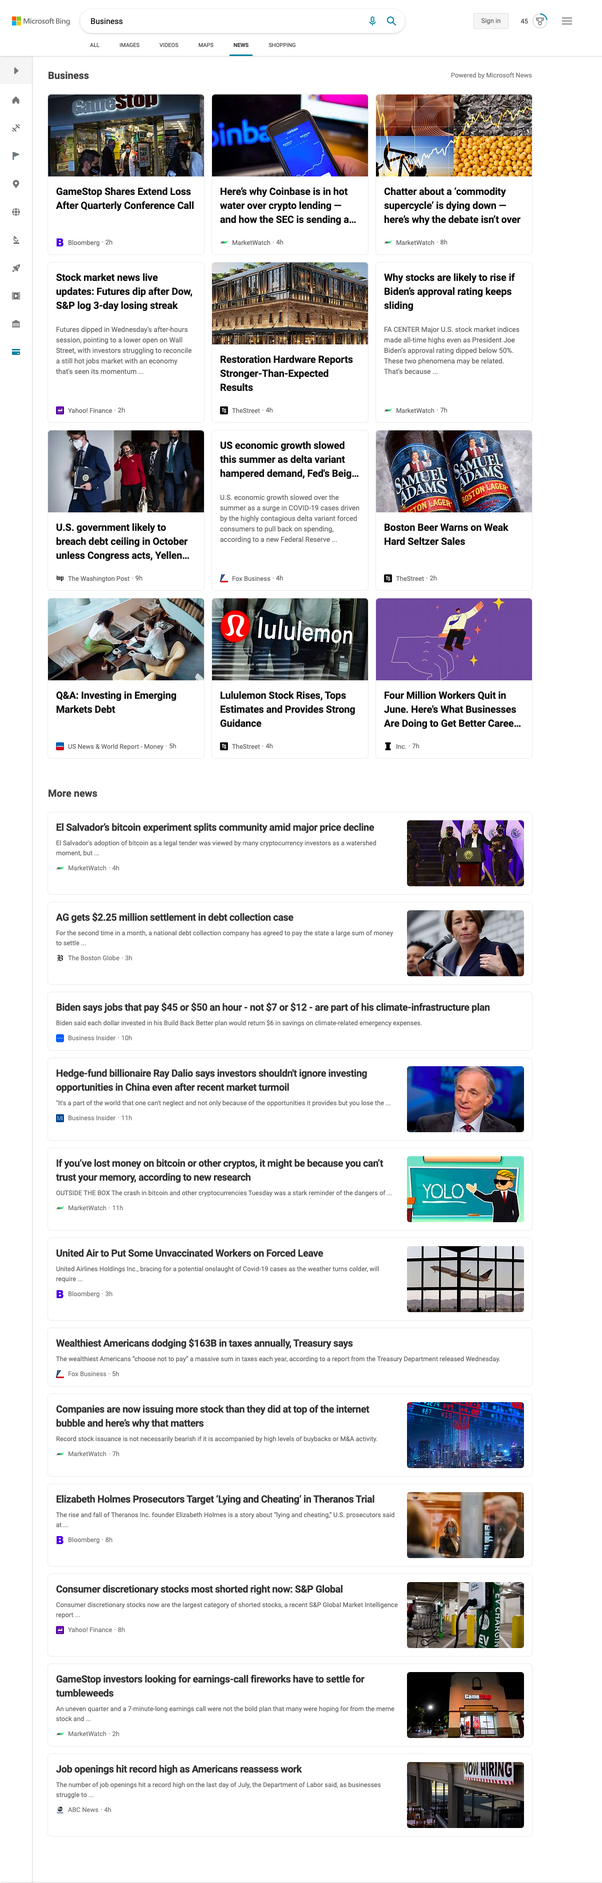 Microsoft Bing
Business
Sign in
45
ALL
IMAGES
VIDEOS
MAPS
NEWS
SHOPPING
Business
Powered by Microsoft News
GameStop
GameStop Shares Extend Loss
After Quarterly Conference Call
Bloomberg · 2h
oinba
Here's why Coinbase is in hot
water over crypto lending —
and how the SEC is sending a...
MarketWatch · 4h
Chatter about a 'commodity
supercycle' is dying down —
here's why the debate isn't over
MarketWatch · 8h
Stock market news live
updates: Futures dip after Dow,
S&P log 3-day losing streak
Futures dipped in Wednesday's after-hours
session, pointing to a lower open on Wall
Street, with investors struggling to reconcile
a still hot jobs market with an economy
that's seen its momentum ...
Yahoo! Finance · 2h
Restoration Hardware Reports
Stronger-Than-Expected
Results
TheStreet · 4h
Why stocks are likely to rise if
Biden's approval rating keeps
sliding
FA CENTER Major U.S. stock market indices
made all-time highs even as President Joe
Biden's approval rating dipped below 50%.
These two phenomena may be related.
That's because ...
MarketWatch · 7h
U.S. government likely to
breach debt ceiling in October
unless Congress acts, Yellen...
The Washington Post · 9h
US economic growth slowed
this summer as delta variant
hampered demand, Fed's Beig...
U.S. economic growth slowed over the
summer as a surge in COVID-19 cases driven
by the highly contagious delta variant forced
consumers to pull back on spending,
according to a new Federal Reserve ...
Fox Business · 4h
SAMUEL
ADAMS
BOSTON LAGER
SAMUEL
ADAMS
BOSTON LAGER
Boston Beer Warns on Weak
Hard Seltzer Sales
TheStreet · 2h
Q&A: Investing in Emerging
Markets Debt
US News & World Report - Money · 5h
lululemon
Lululemon Stock Rises, Tops
Estimates and Provides Strong
Guidance
TheStreet · 4h
Four Million Workers Quit in
June. Here's What Businesses
Are Doing to Get Better Caree...
Inc. · 7h
More news
El Salvador's bitcoin experiment splits community amid major price decline
El Salvador's adoption of bitcoin as a legal tender was viewed by many cryptocurrency investors as a watershed
moment, but ...
MarketWatch · 4h
AG gets $2.25 million settlement in debt collection case
For the second time in a month, a national debt collection company has agreed to pay the state a large sum of money
to settle ...
The Boston Globe · 3h
Biden says jobs that pay $45 or $50 an hour - not $7 or $12 - are part of his climate-infrastructure plan
Biden said each dollar invested in his Build Back Better plan would return $6 in savings on climate-related emergency expenses.
Business Insider · 10h
Hedge-fund billionaire Ray Dalio says investors shouldn't ignore investing
opportunities in China even after recent market turmoil
"It's a part of the world that one can't neglect and not only because of the opportunities it provides but you lose the ...
Business Insider · 11h
If you've lost money on bitcoin or other cryptos, it might be because you can't
trust your memory, according to new research
OUTSIDE THE BOX The crash in bitcoin and other cryptocurrencies Tuesday was a stark reminder of the dangers of ...
MarketWatch · 11h
YOLO
United Air to Put Some Unvaccinated Workers on Forced Leave
United Airlines Holdings Inc., bracing for a potential onslaught of Covid-19 cases as the weather turns colder, will
require ...
Bloomberg · 3h
Wealthiest Americans dodging $163B in taxes annually, Treasury says
The wealthiest Americans "choose not to pay" a massive sum in taxes each year, according to a report from the Treasury Department released Wednesday.
Fox Business · 5h
Companies are now issuing more stock than they did at top of the internet
bubble and here's why that matters
Record stock issuance is not necessarily bearish if it is accompanied by high levels of buybacks or M&A activity.
MarketWatch · 7h
Elizabeth Holmes Prosecutors Target 'Lying and Cheating' in Theranos Trial
The rise and fall of Theranos Inc. founder Elizabeth Holmes is a story about "lying and cheating," U.S. prosecutors said
at ...
Bloomberg · 8h
Consumer discretionary stocks most shorted right now: S&P Global
Consumer discretionary stocks now are the largest category of shorted stocks, a recent S&P Global Market Intelligence
report ...
Yahoo! Finance · 8h
EV CHARGING
EV
GameStop investors looking for earnings-call fireworks have to settle for
tumbleweeds
An uneven quarter and a 7-minute-long earnings call were not the bold plan that many were hoping for from the meme
stock and ...
MarketWatch · 2h
GameStop
Job openings hit record high as Americans reassess work
The number of job openings hit a record high on the last day of July, the Department of Labor said, as businesses
struggle to ...
ABC News · 4h
NOW HIRING